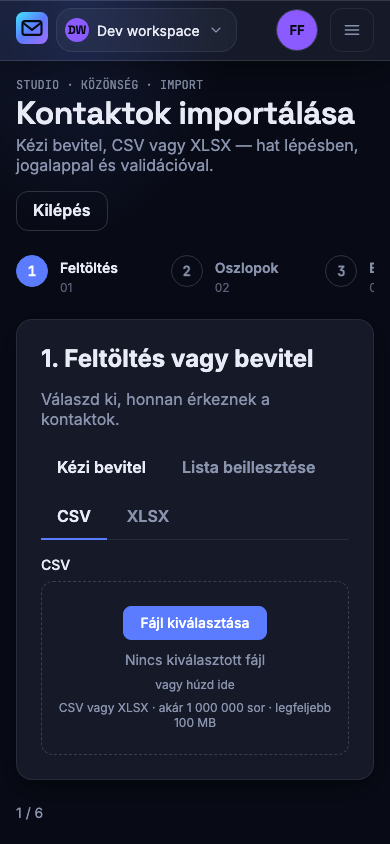 DW Dev workspace FF
STUDIO · KÖZÖNSÉG · IMPORT
Kontaktok importálása
Kézi bevitel, CSV vagy XLSX — hat lépésben,
jogalappal és validációval.
Kilépés
1 Feltöltés 2 Oszlopok 3
01 02
1. Feltöltés vagy bevitel
Válaszd ki, honnan érkeznek a
kontaktok.
Kézi bevitel Lista beillesztése
CSV XLSX
CSV
Fájl kiválasztása
Nincs kiválasztott fájl
vagy húzd ide
CSV vagy XLSX · akár 1 000 000 sor · legfeljebb
100 MB
1 / 6